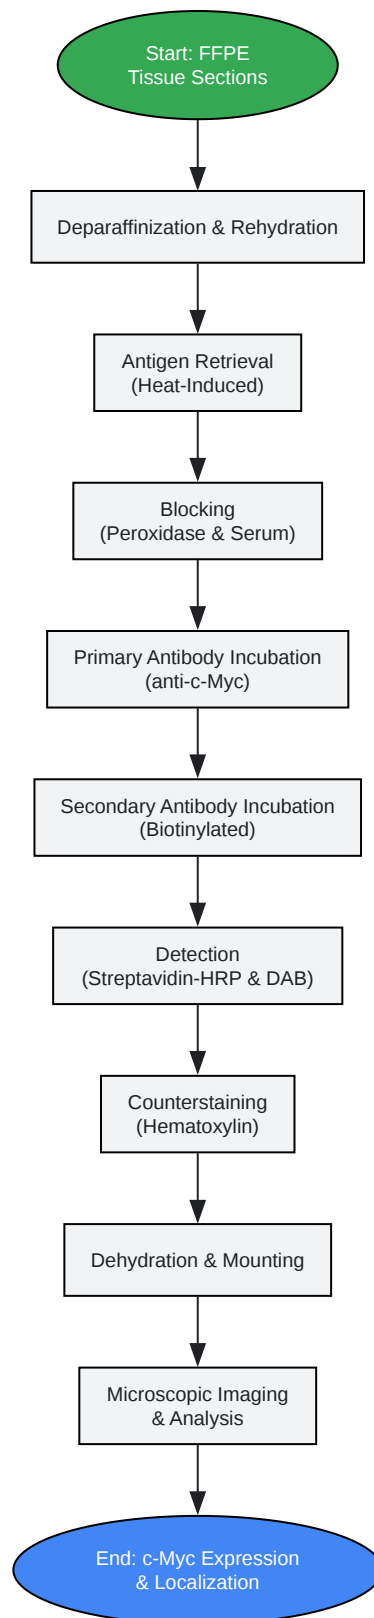 Start: FFPE
Tissue Sections
Deparaffinization & Rehydration
Antigen Retrieval
(Heat-Induced)
Blocking
(Peroxidase & Serum)
Primary Antibody Incubation
(anti-c-Myc)
Secondary Antibody Incubation
(Biotinylated)
Detection
(Streptavidin-HRP & DAB)
Counterstaining
(Hematoxylin)
Dehydration & Mounting
Microscopic Imaging
& Analysis
End: c-Myc Expression
& Localization